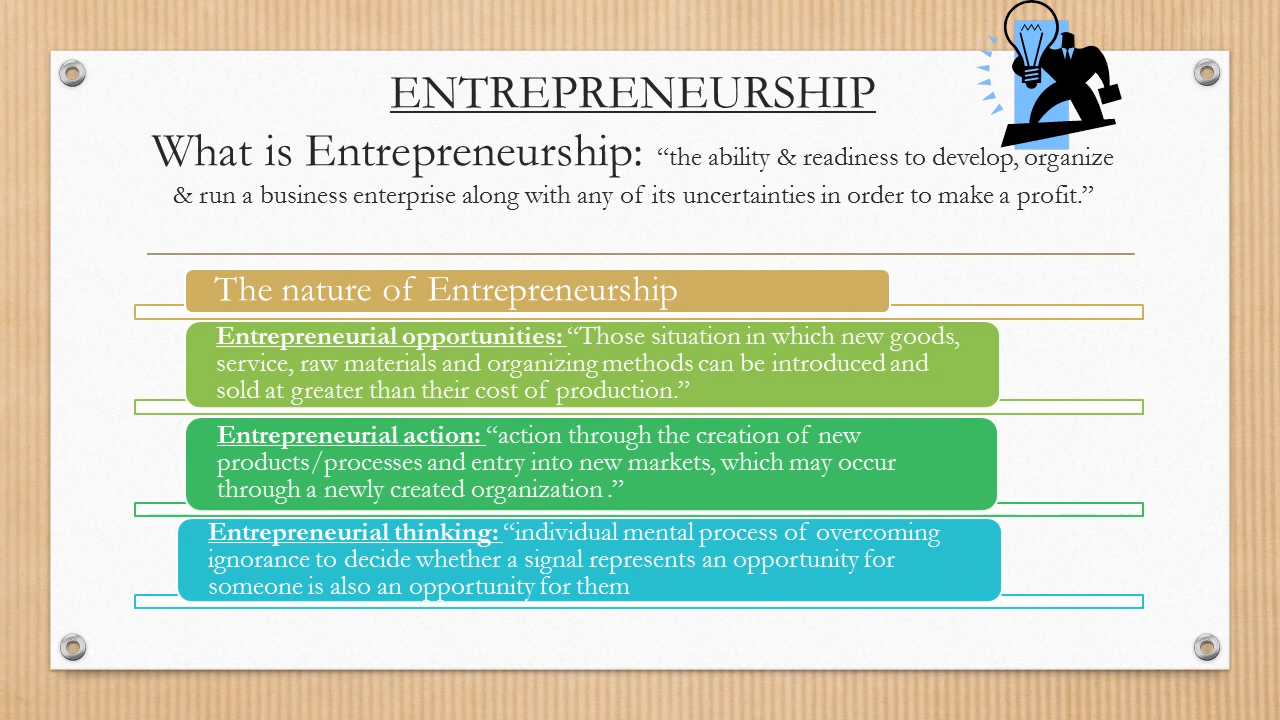 ENTREPRENEURSHIP
What is Entrepreneurship: “the ability & readiness to develop, organize
& run a business enterprise along with any of its uncertainties in order to make a profit.”
The nature of Entrepreneurship
Entrepreneurial opportunities: “Those situation in which new goods,
service, raw materials and organizing methods can be introduced and
sold at greater than their cost of production.”
Entrepreneurial action: “action through the creation of new
products/processes and entry into new markets, which may occur
through a newly created organization .”
Entrepreneurial thinking: “individual mental process of overcoming
ignorance to decide whether a signal represents an opportunity for
someone is also an opportunity for them